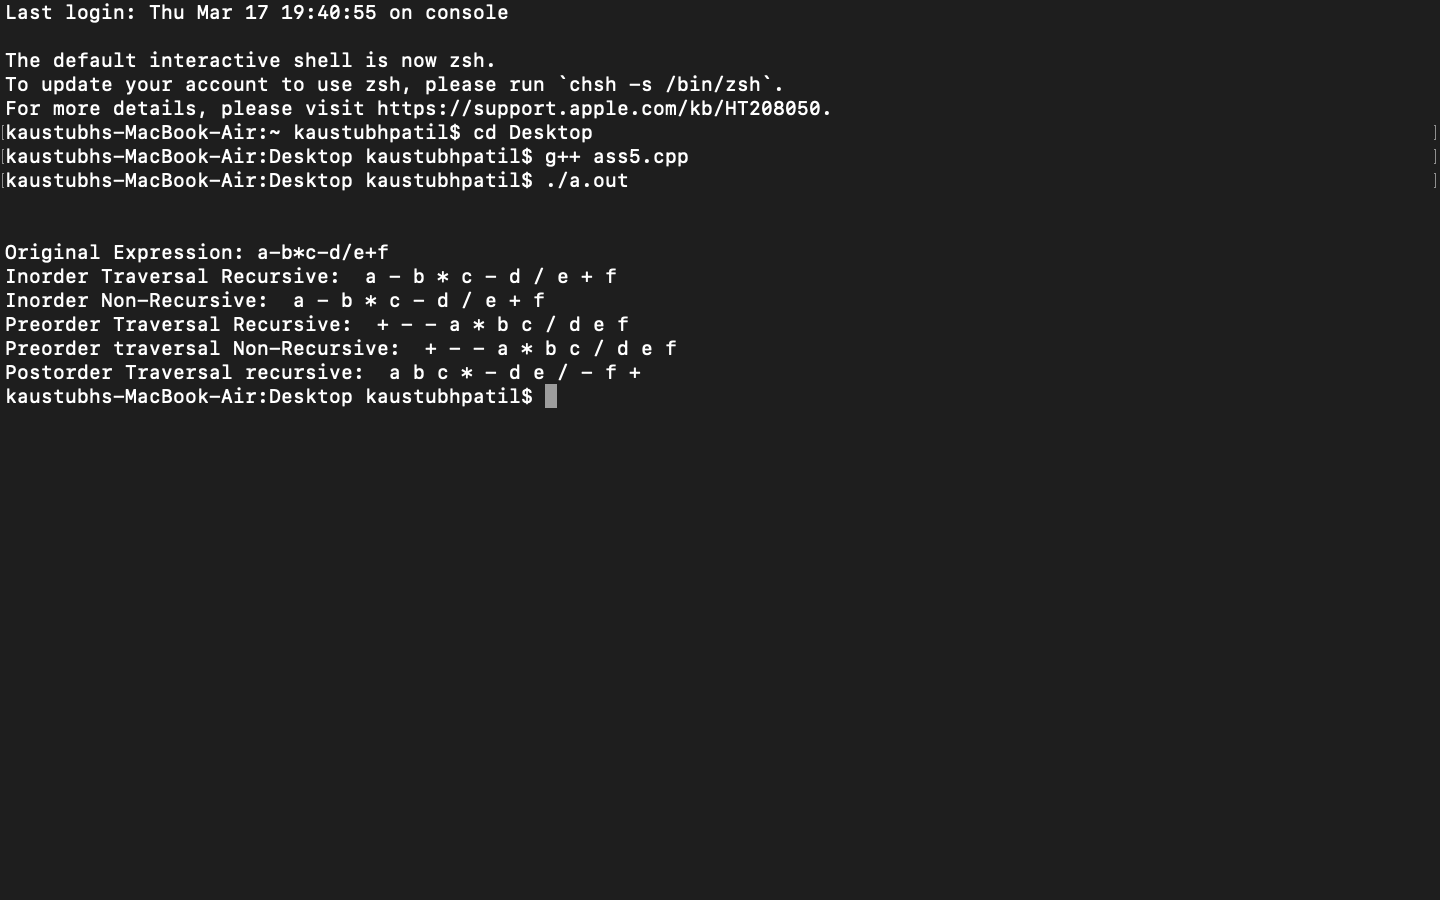 Last login: Thu Mar 17 19:40:55 on console
The default interactive shell is now zsh.
To update your account to use zsh, please run `chsh -s /bin/zsh`.
For more details, please visit https://support.apple.com/kb/HT208050.
[kaustubhs-MacBook-Air:~ kaustubhpatil$ cd Desktop ]
[kaustubhs-MacBook-Air:Desktop kaustubhpatil$ g++ ass5.cpp ]
[kaustubhs-MacBook-Air:Desktop kaustubhpatil$ ./a.out ]
Original Expression: a-b*c-d/e+f
Inorder Traversal Recursive:  a - b * c - d / e + f
Inorder Non-Recursive:  a - b * c - d / e + f
Preorder Traversal Recursive:  + - - a * b c / d e f
Preorder traversal Non-Recursive:  + - - a * b c / d e f
Postorder Traversal recursive:  a b c * - d e / - f +
kaustubhs-MacBook-Air:Desktop kaustubhpatil$